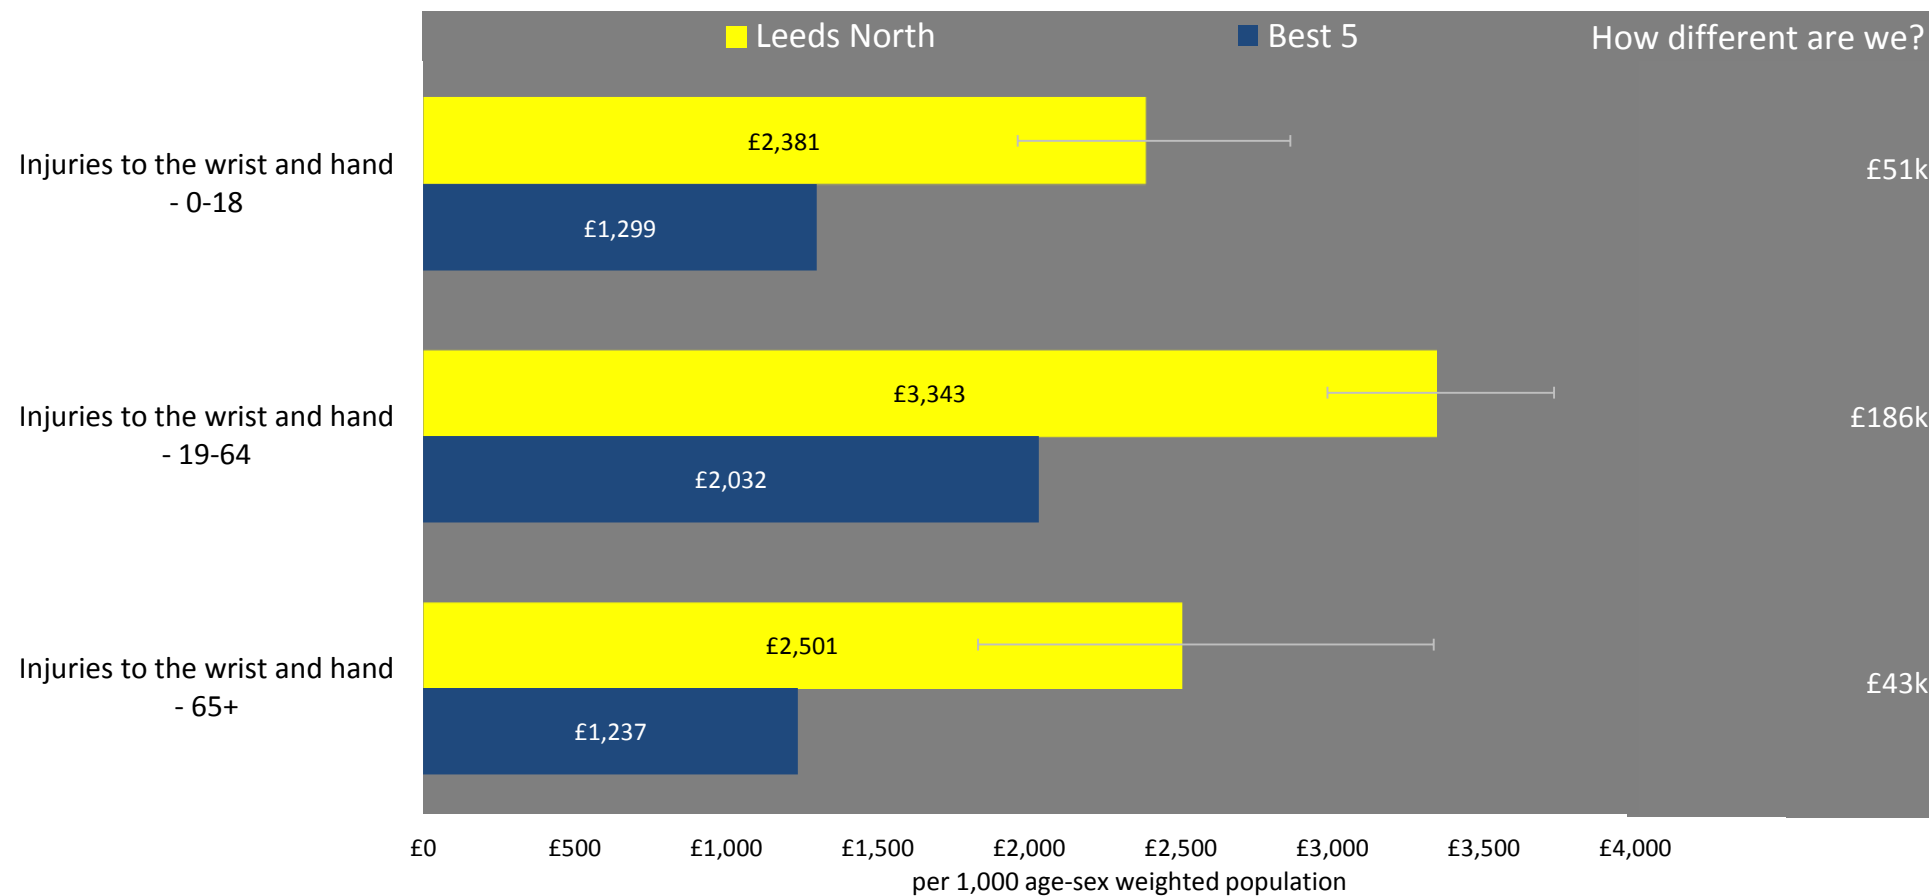 Leeds North
Best 5
How different are we?
Injuries to the wrist and hand
- 0-18
£2,381
£1,299
£51k
Injuries to the wrist and hand
- 19-64
£3,343
£2,032
£186k
Injuries to the wrist and hand
- 65+
£2,501
£1,237
£43k
£0 £500 £1,000 £1,500 £2,000 £2,500 £3,000 £3,500 £4,000
per 1,000 age-sex weighted population